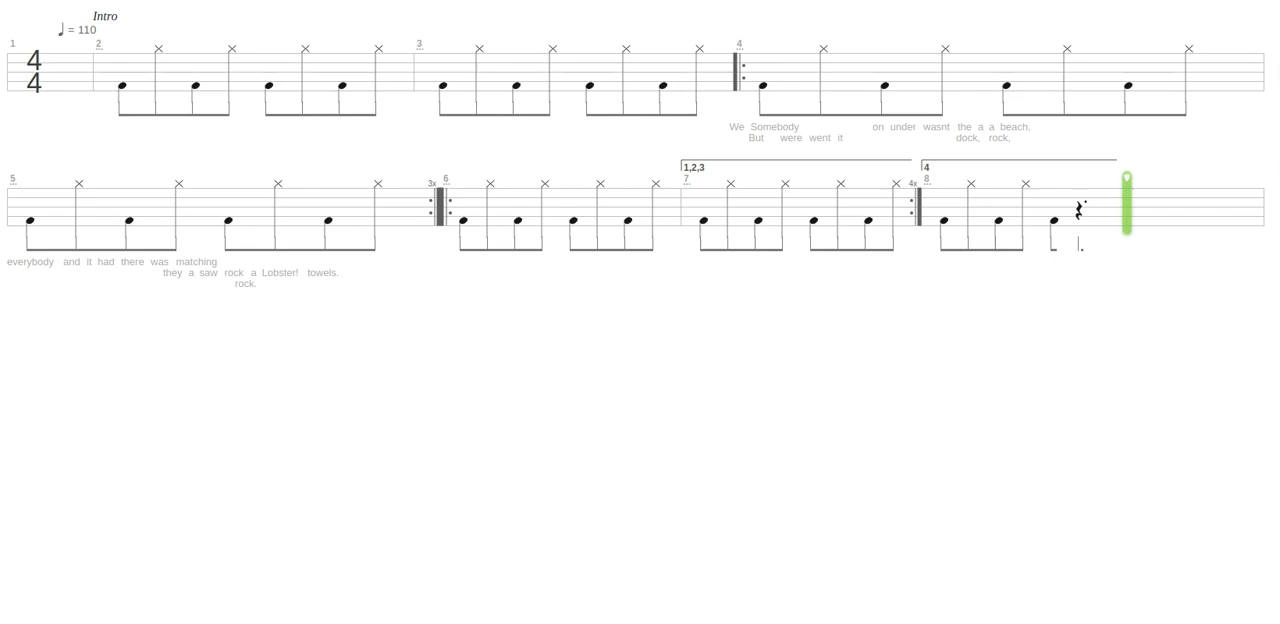 Intro
= 110
1
2
3
4
4
4
We Somebody on under wasnt the a a beach,
But were went it dock, rock,
1,2,3
4
5
3x
6
7
4x
8
everybody and it had there was matching
they a saw rock a Lobster! towels.
rock.